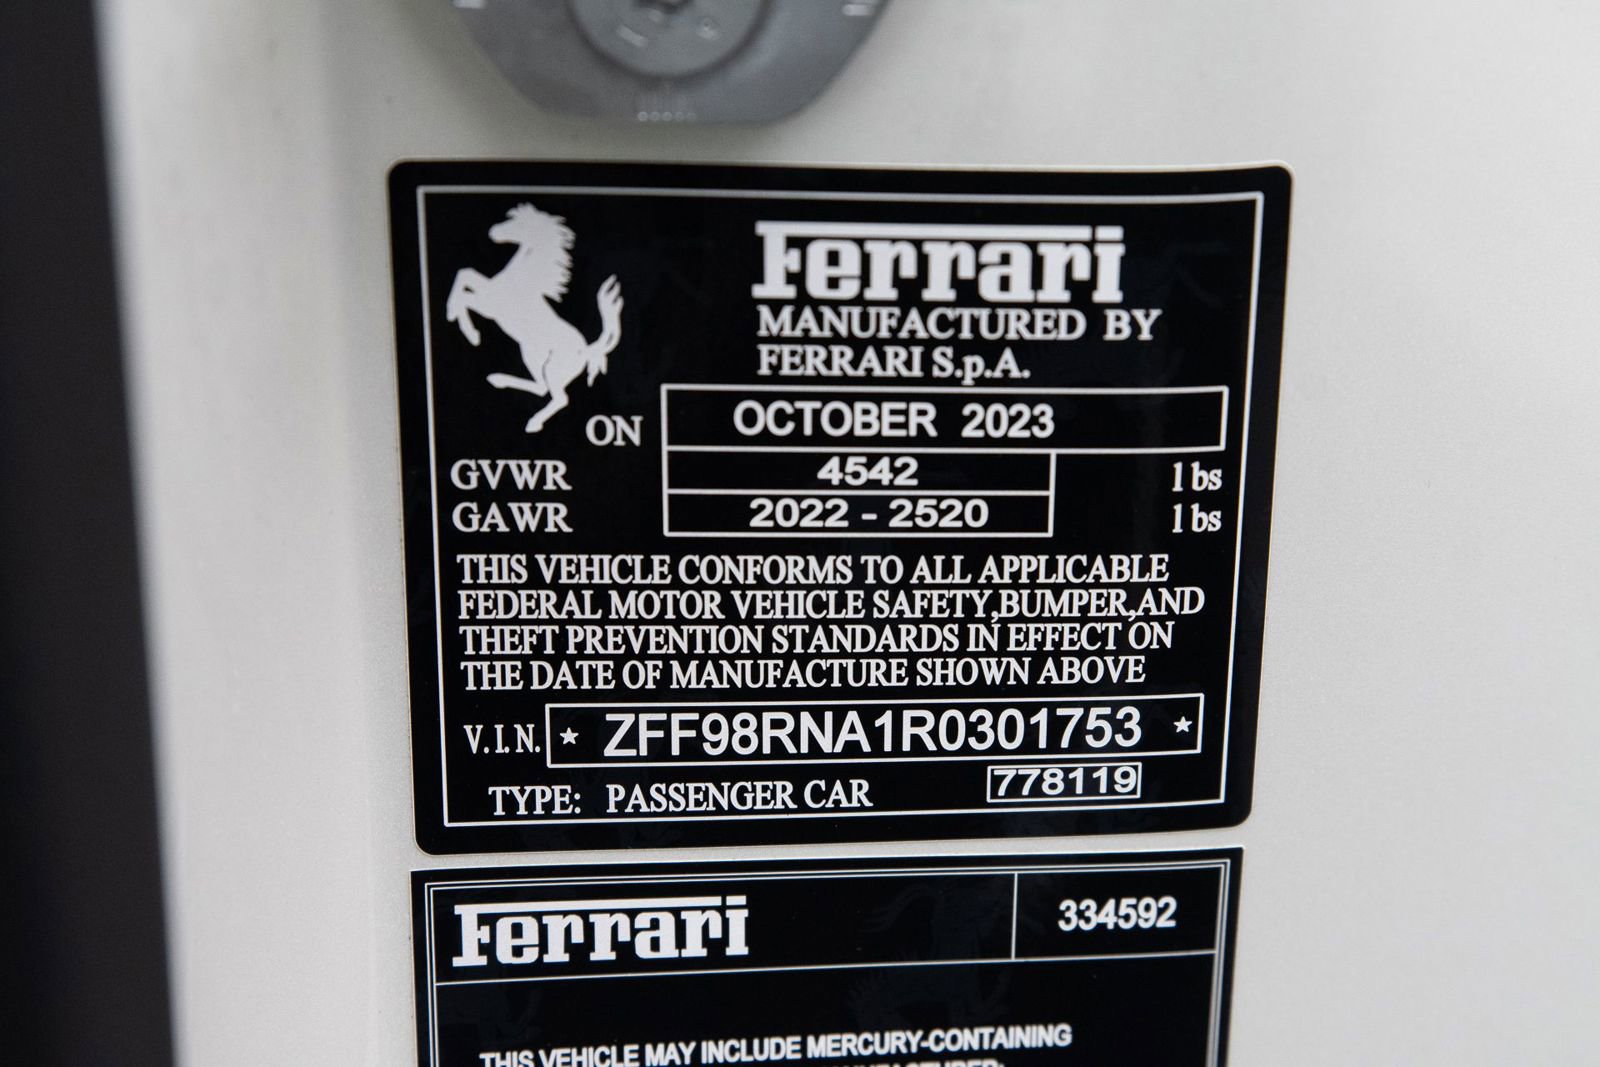 Ferrari
MANUFACTURED BY
FERRARI S.p.A.
ON OCTOBER 2023
GVWR 4542 lbs
GAWR 2022 - 2520 lbs
THIS VEHICLE CONFORMS TO ALL APPLICABLE
FEDERAL MOTOR VEHICLE SAFETY,BUMPER,AND
THEFT PREVENTION STANDARDS IN EFFECT ON
THE DATE OF MANUFACTURE SHOWN ABOVE
V.I.N. * ZFF98RNA1R0301753 *
TYPE: PASSENGER CAR 778119
Ferrari 334592
THIS VEHICLE MAY INCLUDE MERCURY-CONTAINING